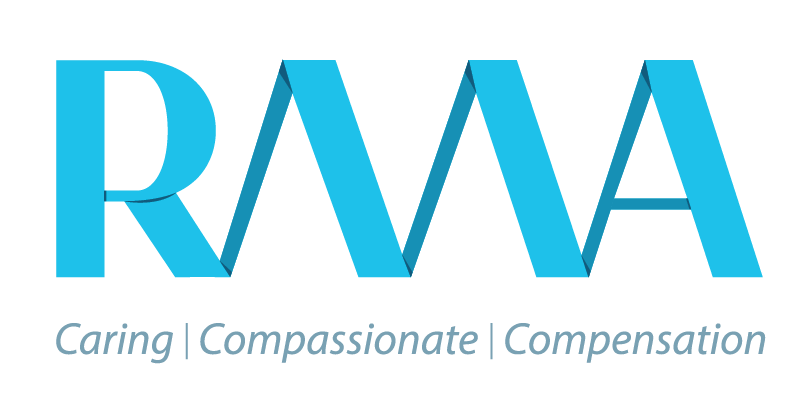 RMA
Caring | Compassionate | Compensation